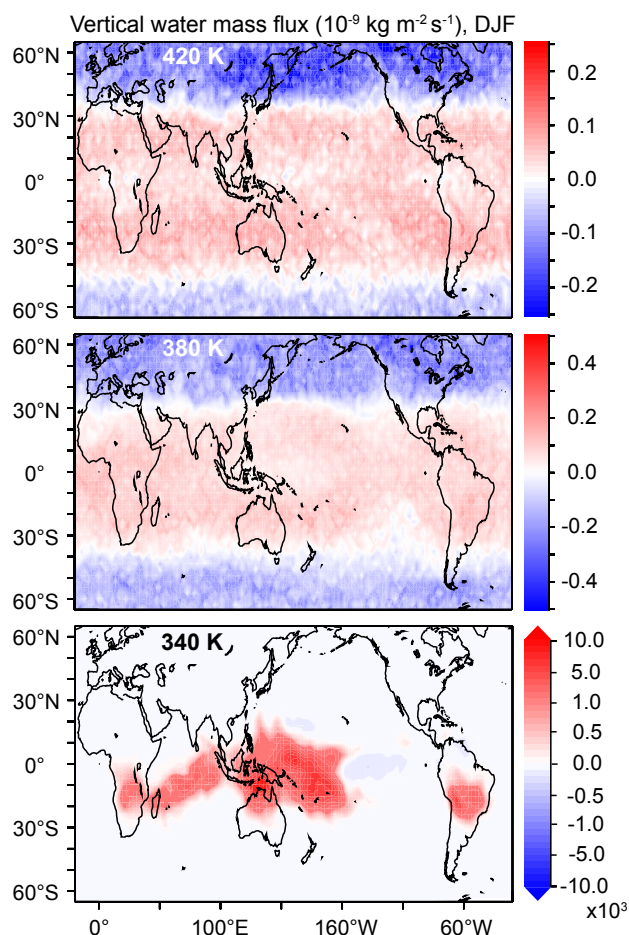 Vertical water mass flux (10⁻⁹ kg m⁻² s⁻¹), DJF
420 K
60°N
30°N
0°
30°S
60°S
0.2
0.1
0.0
-0.1
-0.2
380 K
60°N
30°N
0°
30°S
60°S
0.4
0.2
0.0
-0.2
-0.4
340 K
60°N
30°N
0°
30°S
60°S
10.0
5.0
1.0
0.5
0.0
-0.5
-1.0
-5.0
-10.0
x10³
0° 100°E 160°W 60°W